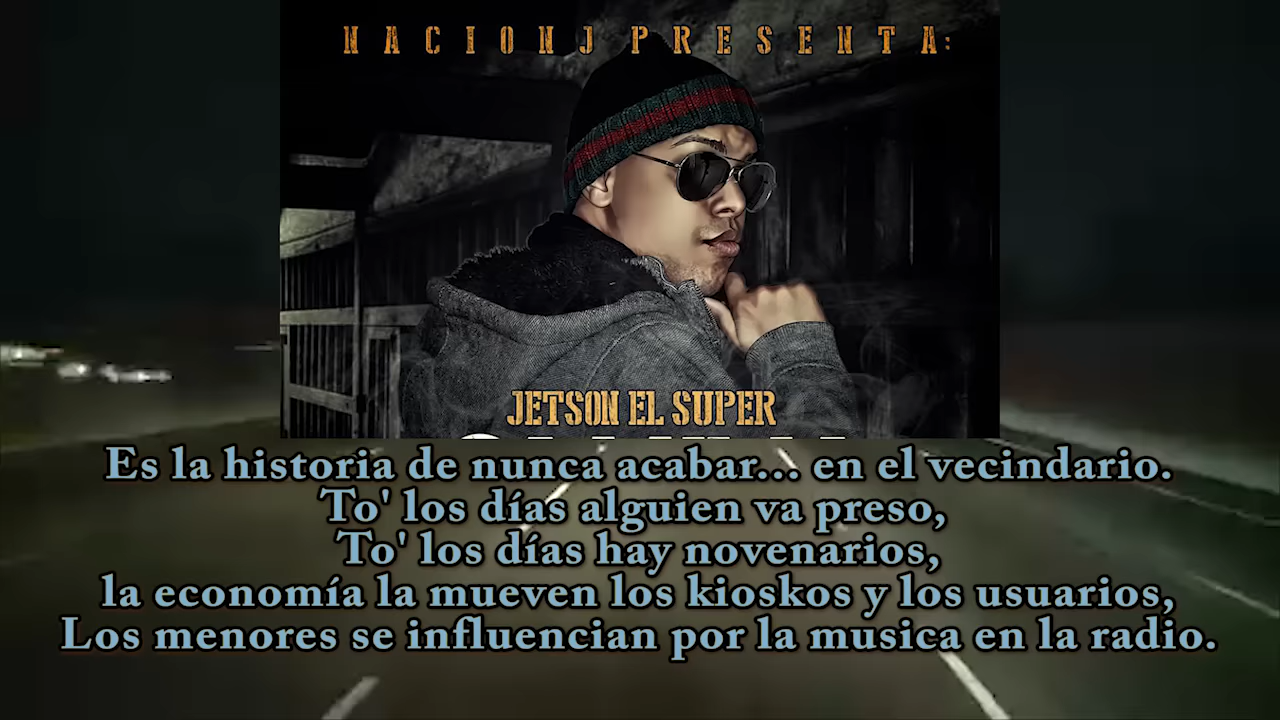 NACIONJ PRESENTA:
JETSON EL SUPER
Es la historia de nunca acabar... en el vecindario.
To' los días alguien va preso,
To' los días hay novenarios,
la economía la mueven los kioskos y los usuarios,
Los menores se influencian por la musica en la radio.